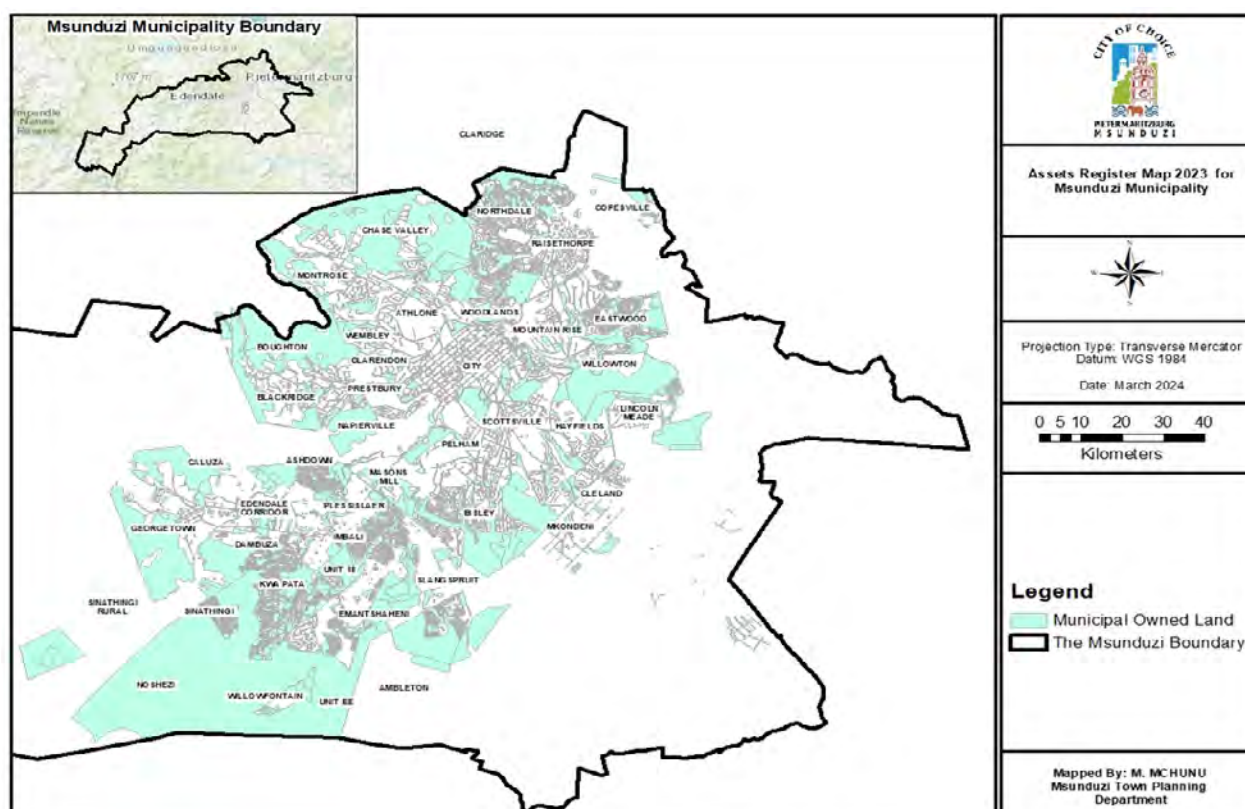 Msunduzi Municipality Boundary
Pietermaritzburg
Edendale
Impendle
Nature
Reserve
CLARIDGE
NORTHDALE
COPESVILLE
CHASE VALLEY
RAISETHORPE
MONTROSE
ATHLONE
WOODLANDS
MOUNTAIN RISE
EASTWOOD
WEMBLEY
BOUGHTON
CLARENDON
CITY
WILLOWTON
PRESTBURY
BLACKRIDGE
LINCOLN
MEADE
NAPIERVILLE
SCOTTSVILLE
HAYFIELDS
PELHAM
ASHDOWN
CALUZA
MASONS
MILL
CLELAND
EDENDALE
CORRIDOR
PLESSISLAER
BISLEY
GEORGETOWN
MKONDENI
IMBALI
DAMBUZA
UNIT 18
SLANGSPRUIT
KWA PATA
SINATHINGI
RURAL
SINATHINGI
EMANTSHAHENI
NOSHEZI
WILLOWFONTAIN
UNIT EE
AMBLETON
CITY OF CHOICE
PIETERMARITZBURG
MSUNDUZI
Assets Register Map 2023 for
Msunduzi Municipality
N
S
Projection Type: Transverse Mercator
Datum: WGS 1984
Date: March 2024
0 5 10 20 30 40
Kilometers
Legend
Municipal Owned Land
The Msunduzi Boundary
Mapped By: M. MCHUNU
Msunduzi Town Planning
Department